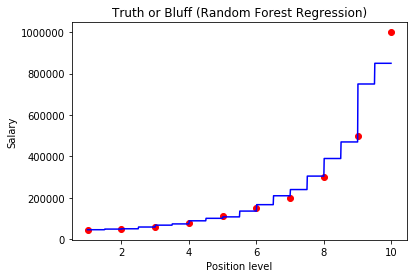 Truth or Bluff (Random Forest Regression)
1000000
800000
600000
400000
200000
0
2 4 6 8 10
Position level
Salary